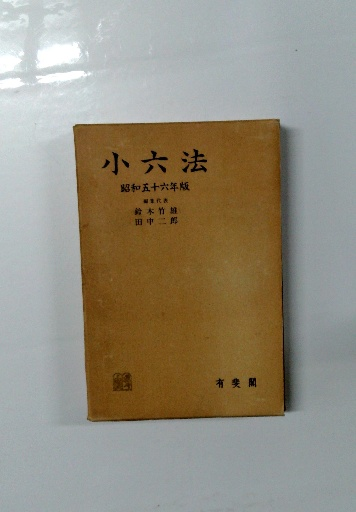 小六法
昭和五十六年版
編集代表
鈴木竹雄
田中二郎
有斐閣